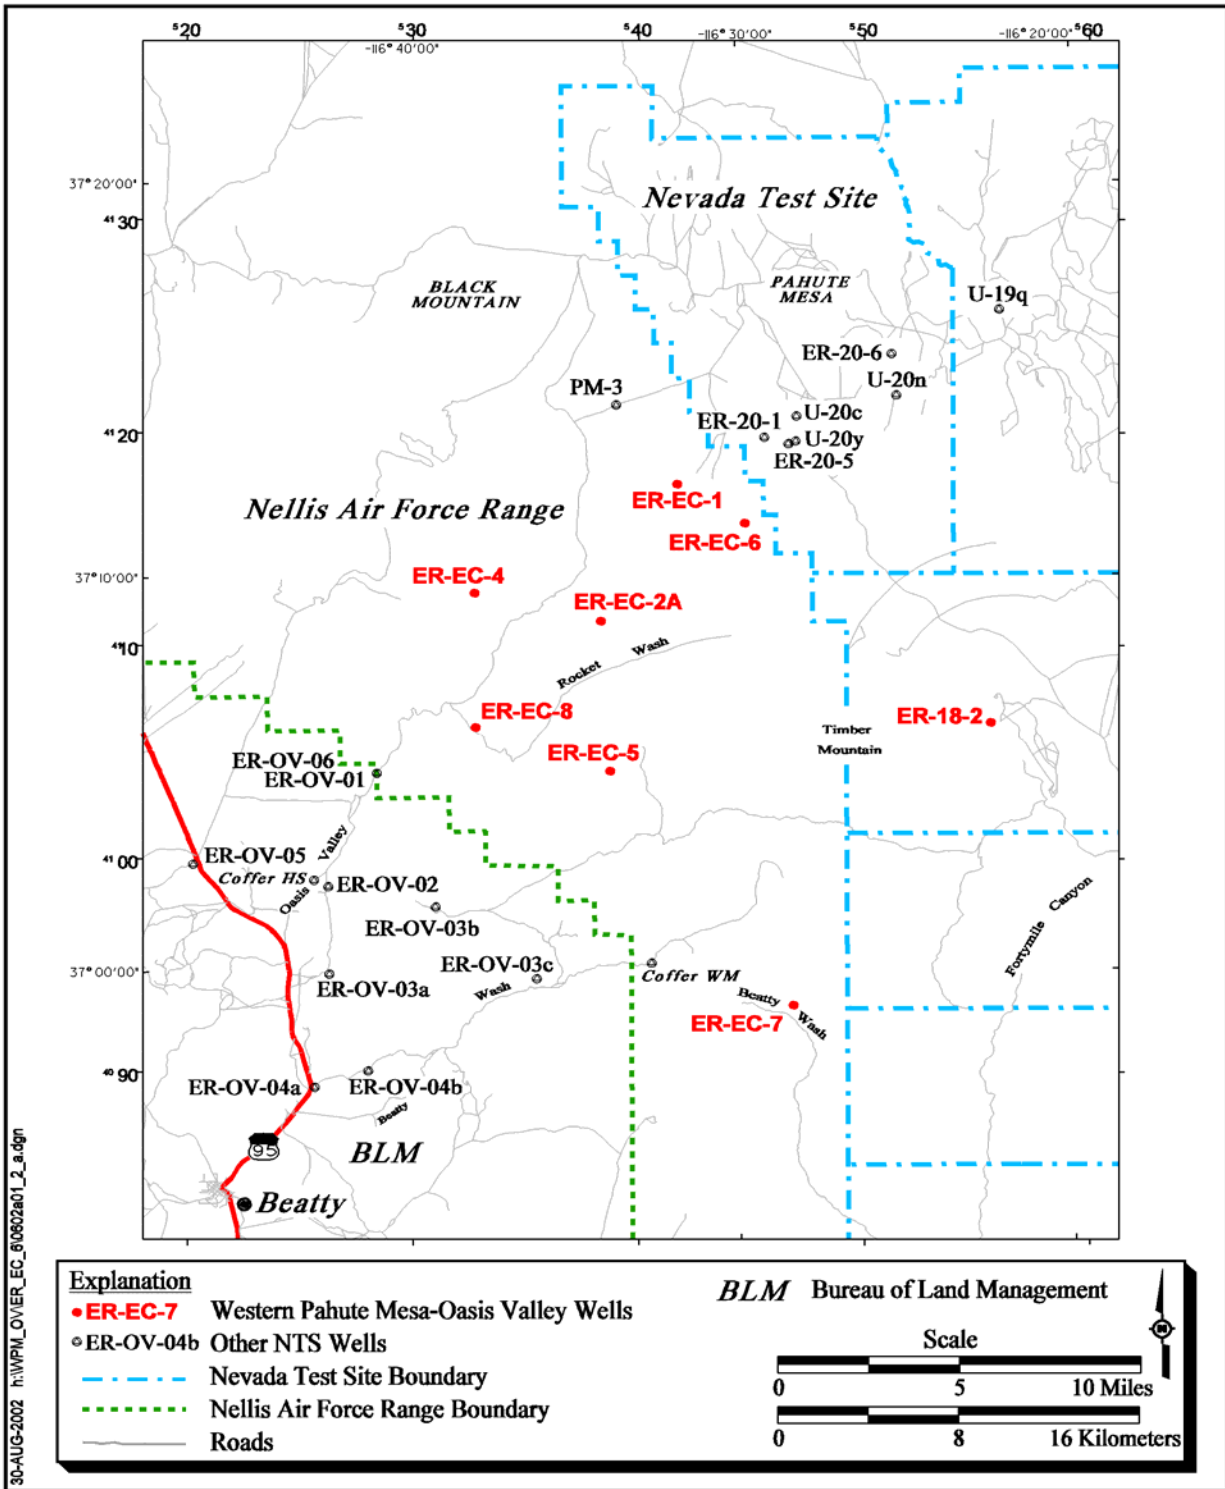 520
530
540
550
560
-116° 40' 00"
-116° 30' 00"
-116° 20' 00"
37° 20' 00"
4130
Nevada Test Site
BLACK
MOUNTAIN
PAHUTE
MESA
U-19q
ER-20-6
PM-3
U-20n
ER-20-1
U-20c
4120
U-20y
ER-20-5
ER-EC-1
Nellis Air Force Range
ER-EC-6
37° 10' 00"
ER-EC-4
ER-EC-2A
4110
Rocket Wash
ER-EC-8
ER-18-2
Timber
Mountain
ER-EC-5
ER-OV-06
ER-OV-01
Oasis Valley
4100
ER-OV-05
Coffer HS
ER-OV-02
Fortymile Canyon
ER-OV-03b
37° 00' 00"
ER-OV-03c
Coffer WM
ER-OV-03a
Wash
Beatty Wash
ER-EC-7
4090
ER-OV-04a
ER-OV-04b
Beatty
95
BLM
Beatty
30-AUG-2002 h:\WPM_OV\ER_EC_6\0602a01_2_a.dgn
Explanation
ER-EC-7 Western Pahute Mesa-Oasis Valley Wells
ER-OV-04b Other NTS Wells
Nevada Test Site Boundary
Nellis Air Force Range Boundary
Roads
BLM Bureau of Land Management
Scale
0 5 10 Miles
0 8 16 Kilometers
N